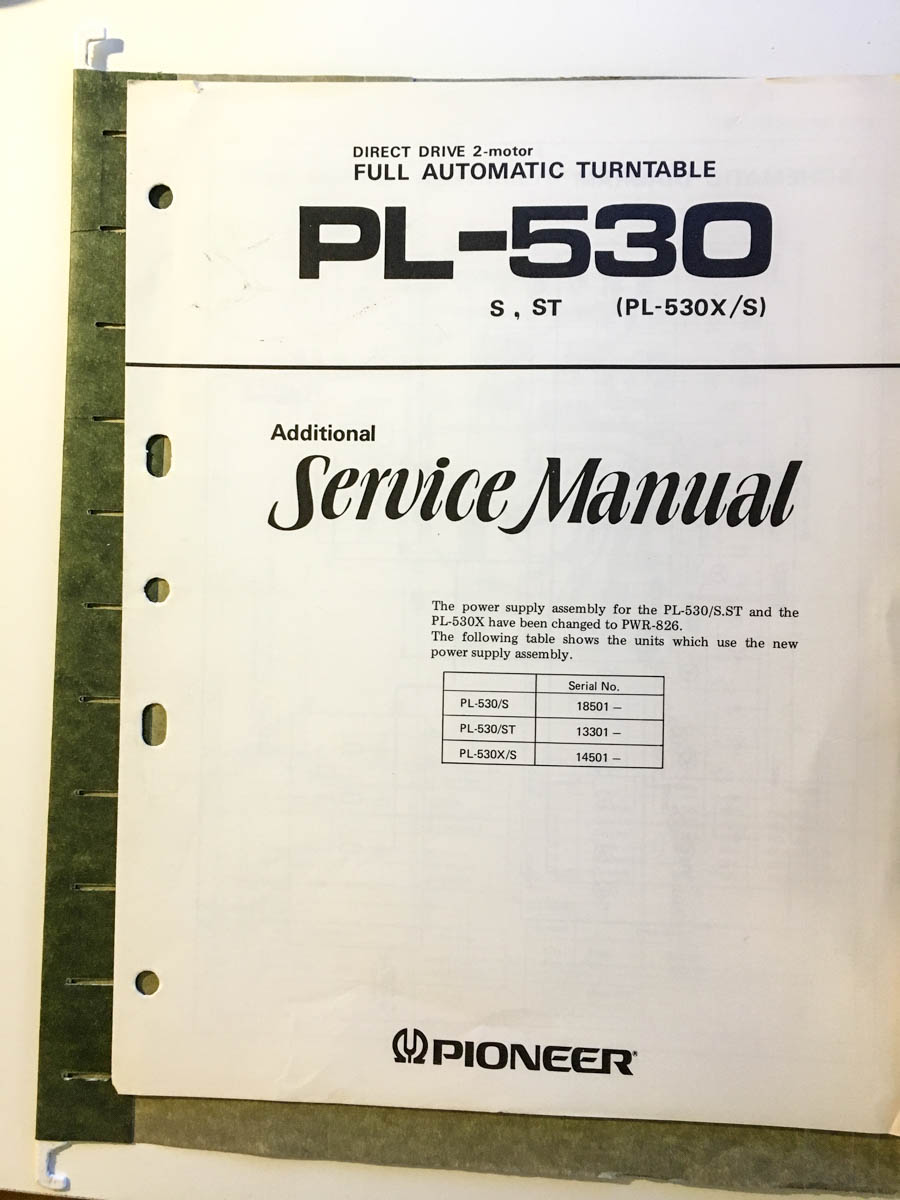 DIRECT DRIVE 2-motor
FULL AUTOMATIC TURNTABLE
PL-530
S, ST (PL-530X/S)
Additional
Service Manual
The power supply assembly for the PL-530/S.ST and the
PL-530X have been changed to PWR-826.
The following table shows the units which use the new
power supply assembly.
Serial No.
PL-530/S 18501 –
PL-530/ST 13301 –
PL-530X/S 14501 –
PIONEER®